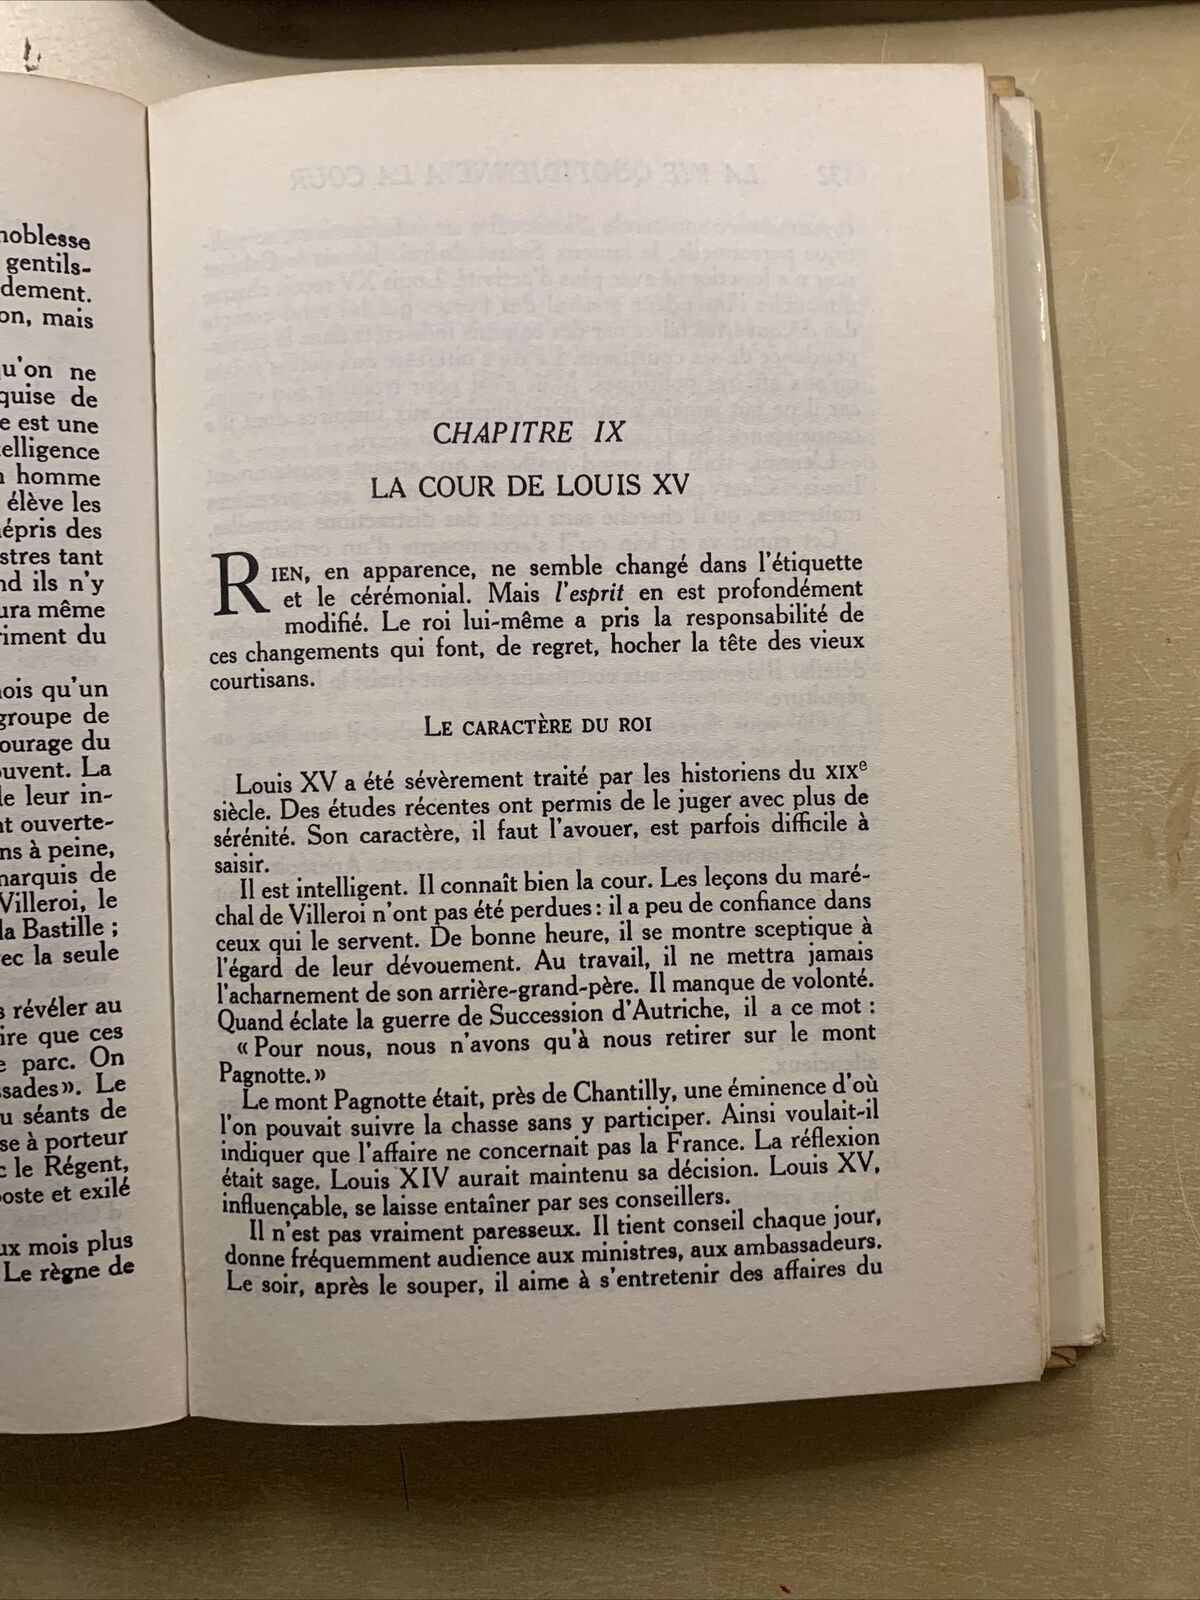 noblesse
gentils-
dement.
on, mais
qu'on ne
quise de
e est une
telligence
n homme
élève les
népris des
stres tant
nd ils n'y
ura même
riment du
nois qu'un
groupe de
ourage du
ouvent. La
de leur in-
nt ouverte-
ns à peine,
marquis de
Villeroi, le
la Bastille ;
ec la seule
s révéler au
ire que ces
e parc. On
ssades». Le
u séants de
se à porteur
c le Régent,
poste et exilé
ux mois plus
Le règne de
CHAPITRE IX
LA COUR DE LOUIS XV
RIEN, en apparence, ne semble changé dans l'étiquette
et le cérémonial. Mais l'esprit en est profondément
modifié. Le roi lui-même a pris la responsabilité de
ces changements qui font, de regret, hocher la tête des vieux
courtisans.
LE CARACTÈRE DU ROI
Louis XV a été sévèrement traité par les historiens du XIXe
siècle. Des études récentes ont permis de le juger avec plus de
sérénité. Son caractère, il faut l'avouer, est parfois difficile à
saisir.
Il est intelligent. Il connaît bien la cour. Les leçons du maré-
chal de Villeroi n'ont pas été perdues : il a peu de confiance dans
ceux qui le servent. De bonne heure, il se montre sceptique à
l'égard de leur dévouement. Au travail, il ne mettra jamais
l'acharnement de son arrière-grand-père. Il manque de volonté.
Quand éclate la guerre de Succession d'Autriche, il a ce mot :
« Pour nous, nous n'avons qu'à nous retirer sur le mont
Pagnotte.»
Le mont Pagnotte était, près de Chantilly, une éminence d'où
l'on pouvait suivre la chasse sans y participer. Ainsi voulait-il
indiquer que l'affaire ne concernait pas la France. La réflexion
était sage. Louis XIV aurait maintenu sa décision. Louis XV,
influençable, se laisse entaîner par ses conseillers.
Il n'est pas vraiment paresseux. Il tient conseil chaque jour,
donne fréquemment audience aux ministres, aux ambassadeurs.
Le soir, après le souper, il aime à s'entretenir des affaires du